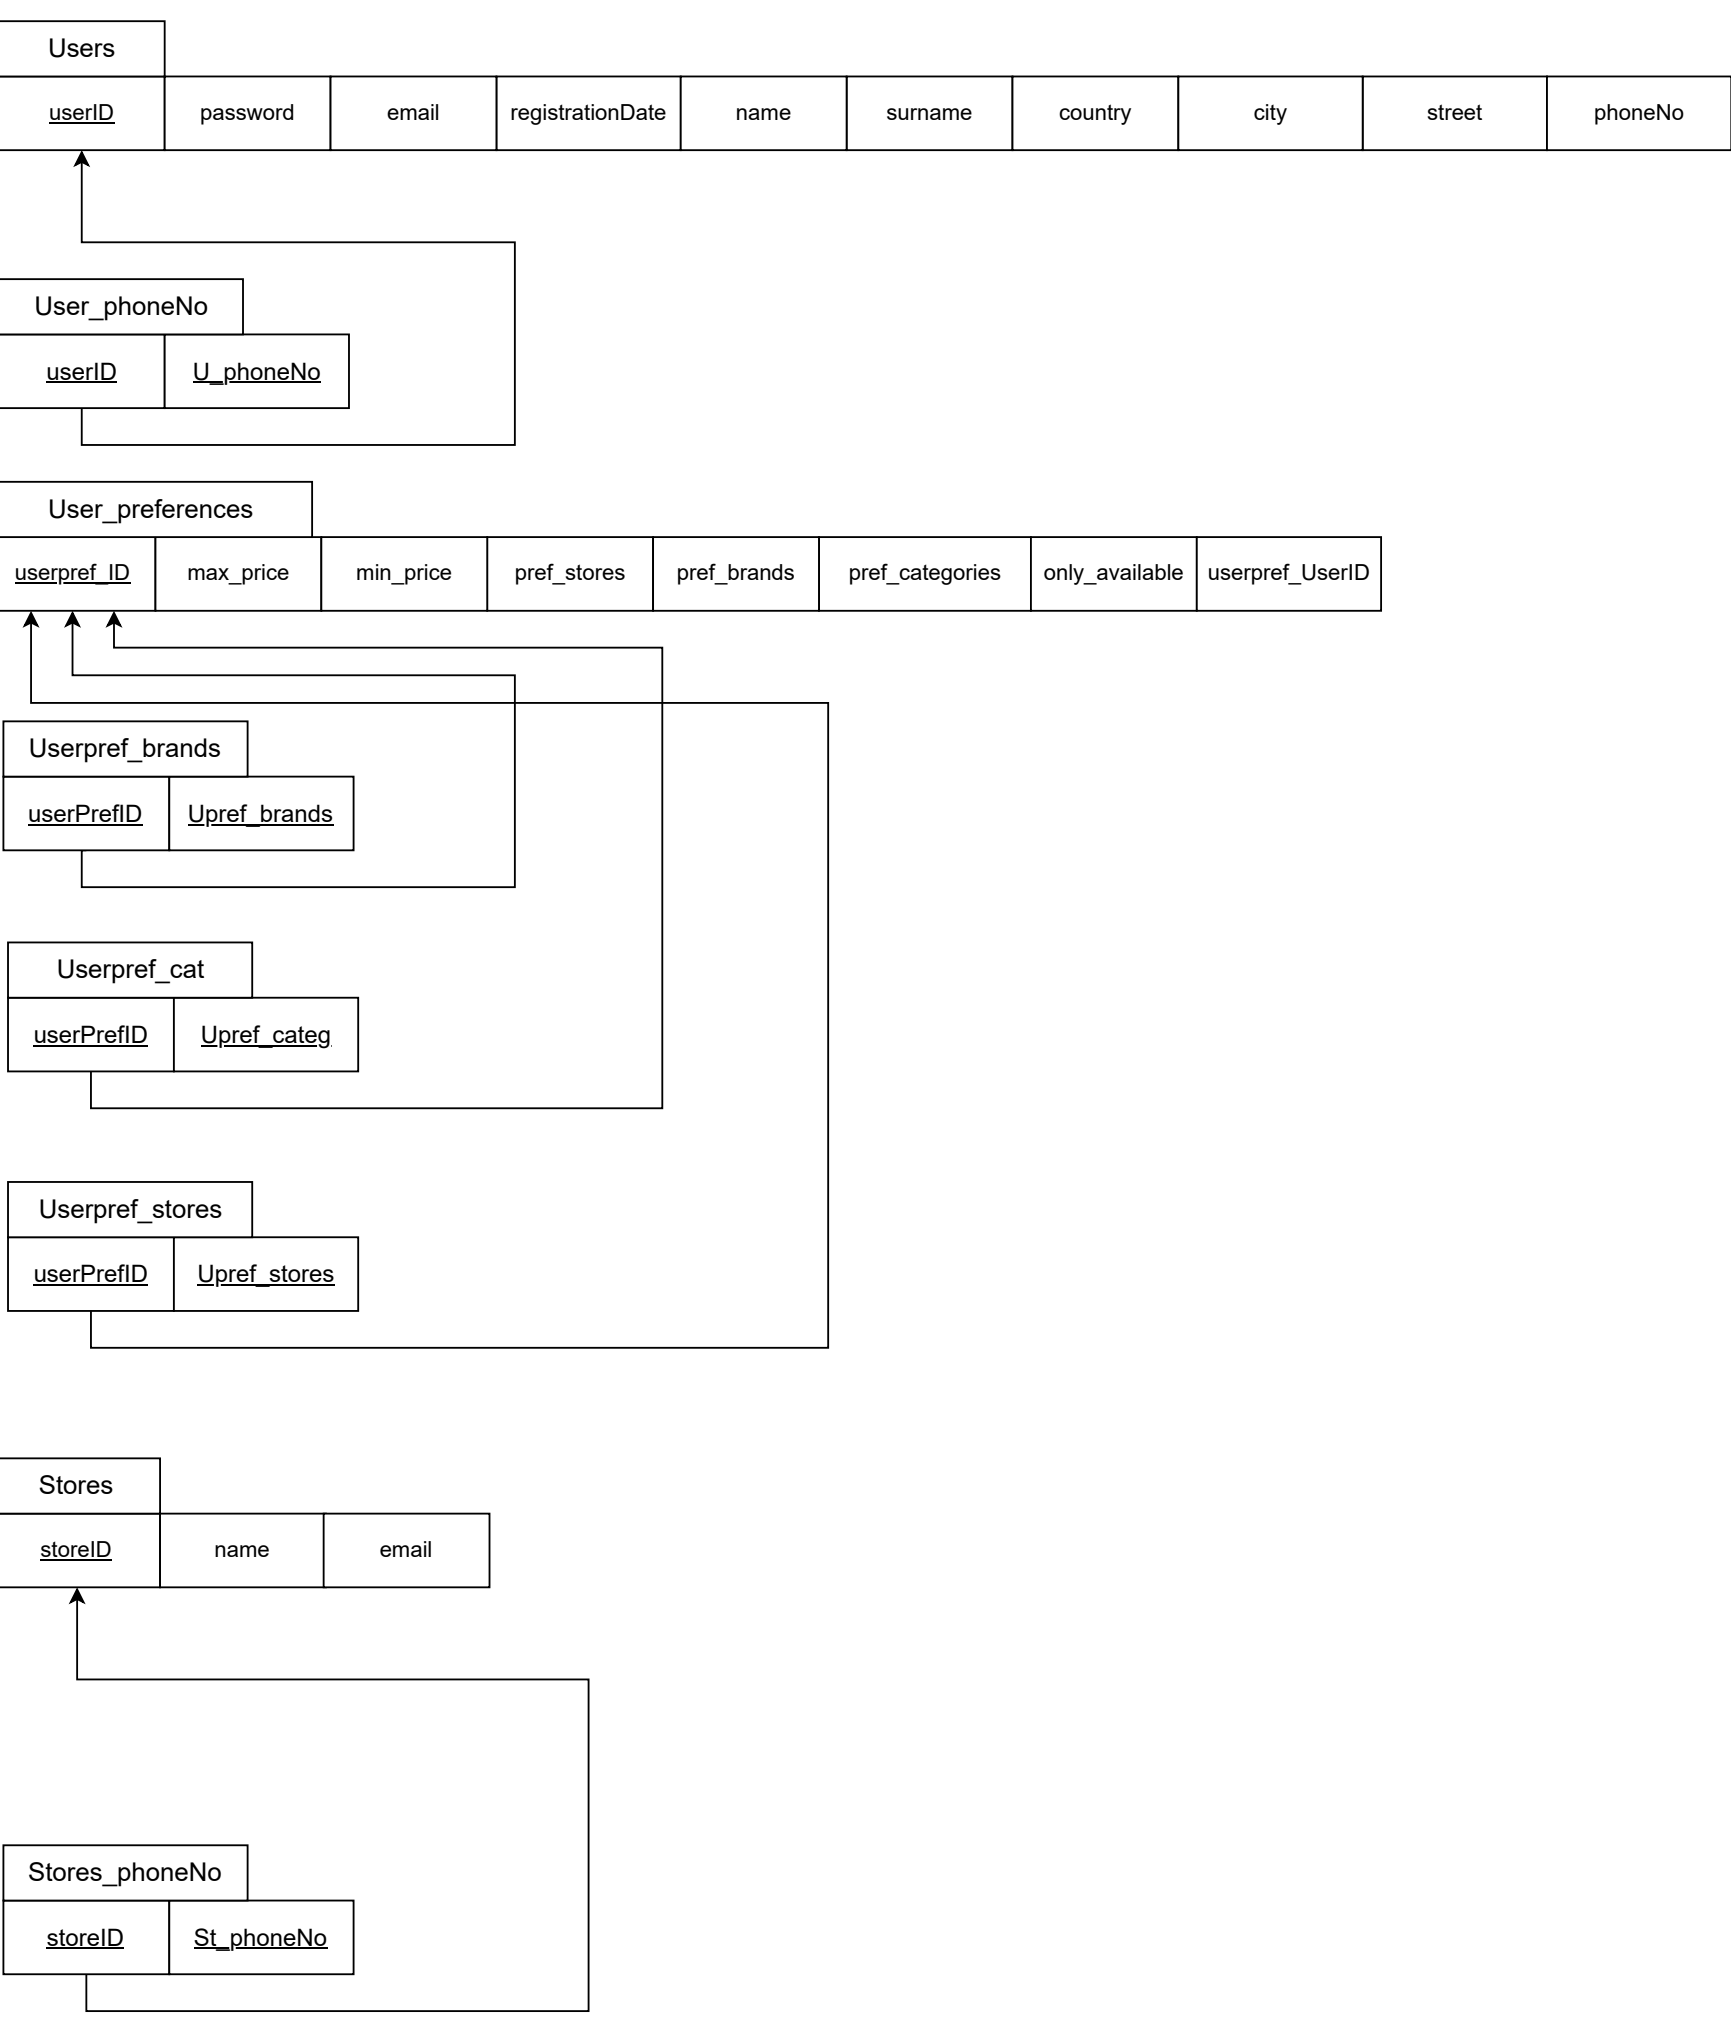 Users
userID password email registrationDate name surname country city street phoneNo
User_phoneNo
userID U_phoneNo
User_preferences
userpref_ID max_price min_price pref_stores pref_brands pref_categories only_available userpref_UserID
Userpref_brands
userPrefID Upref_brands
Userpref_cat
userPrefID Upref_categ
Userpref_stores
userPrefID Upref_stores
Stores
storeID name email
Stores_phoneNo
storeID St_phoneNo